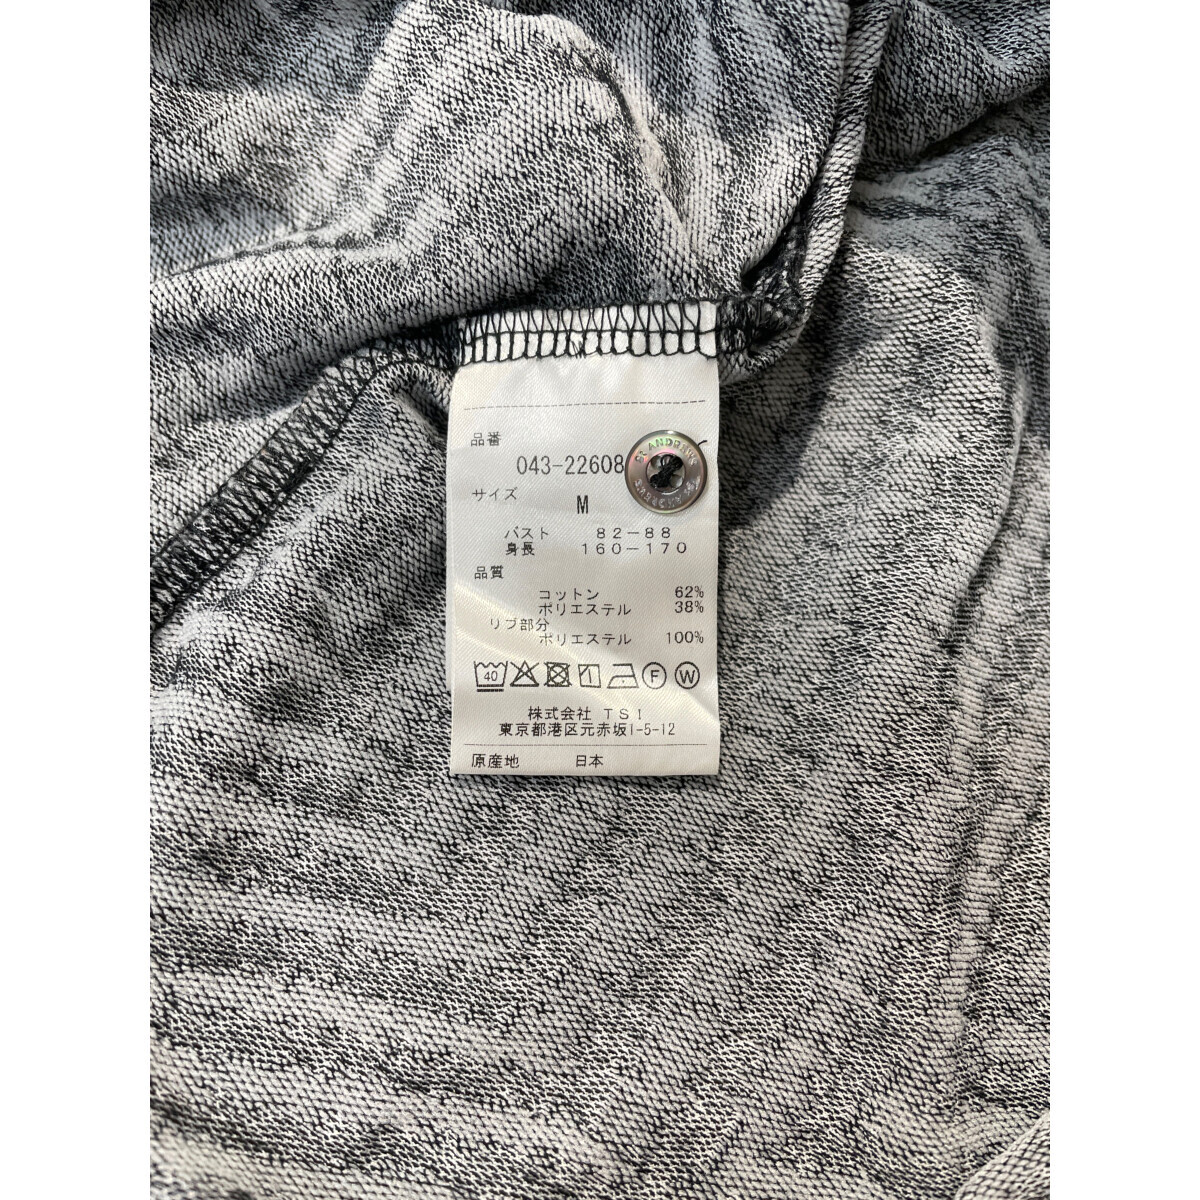 品番
043-22608
サイズ
M
バスト 82-88
身長 160-170
品質
コットン 62%
ポリエステル 38%
リブ部分
ポリエステル 100%
40 F W
株式会社 TSI
東京都港区元赤坂1-5-12
原産地 日本
ANDREWS